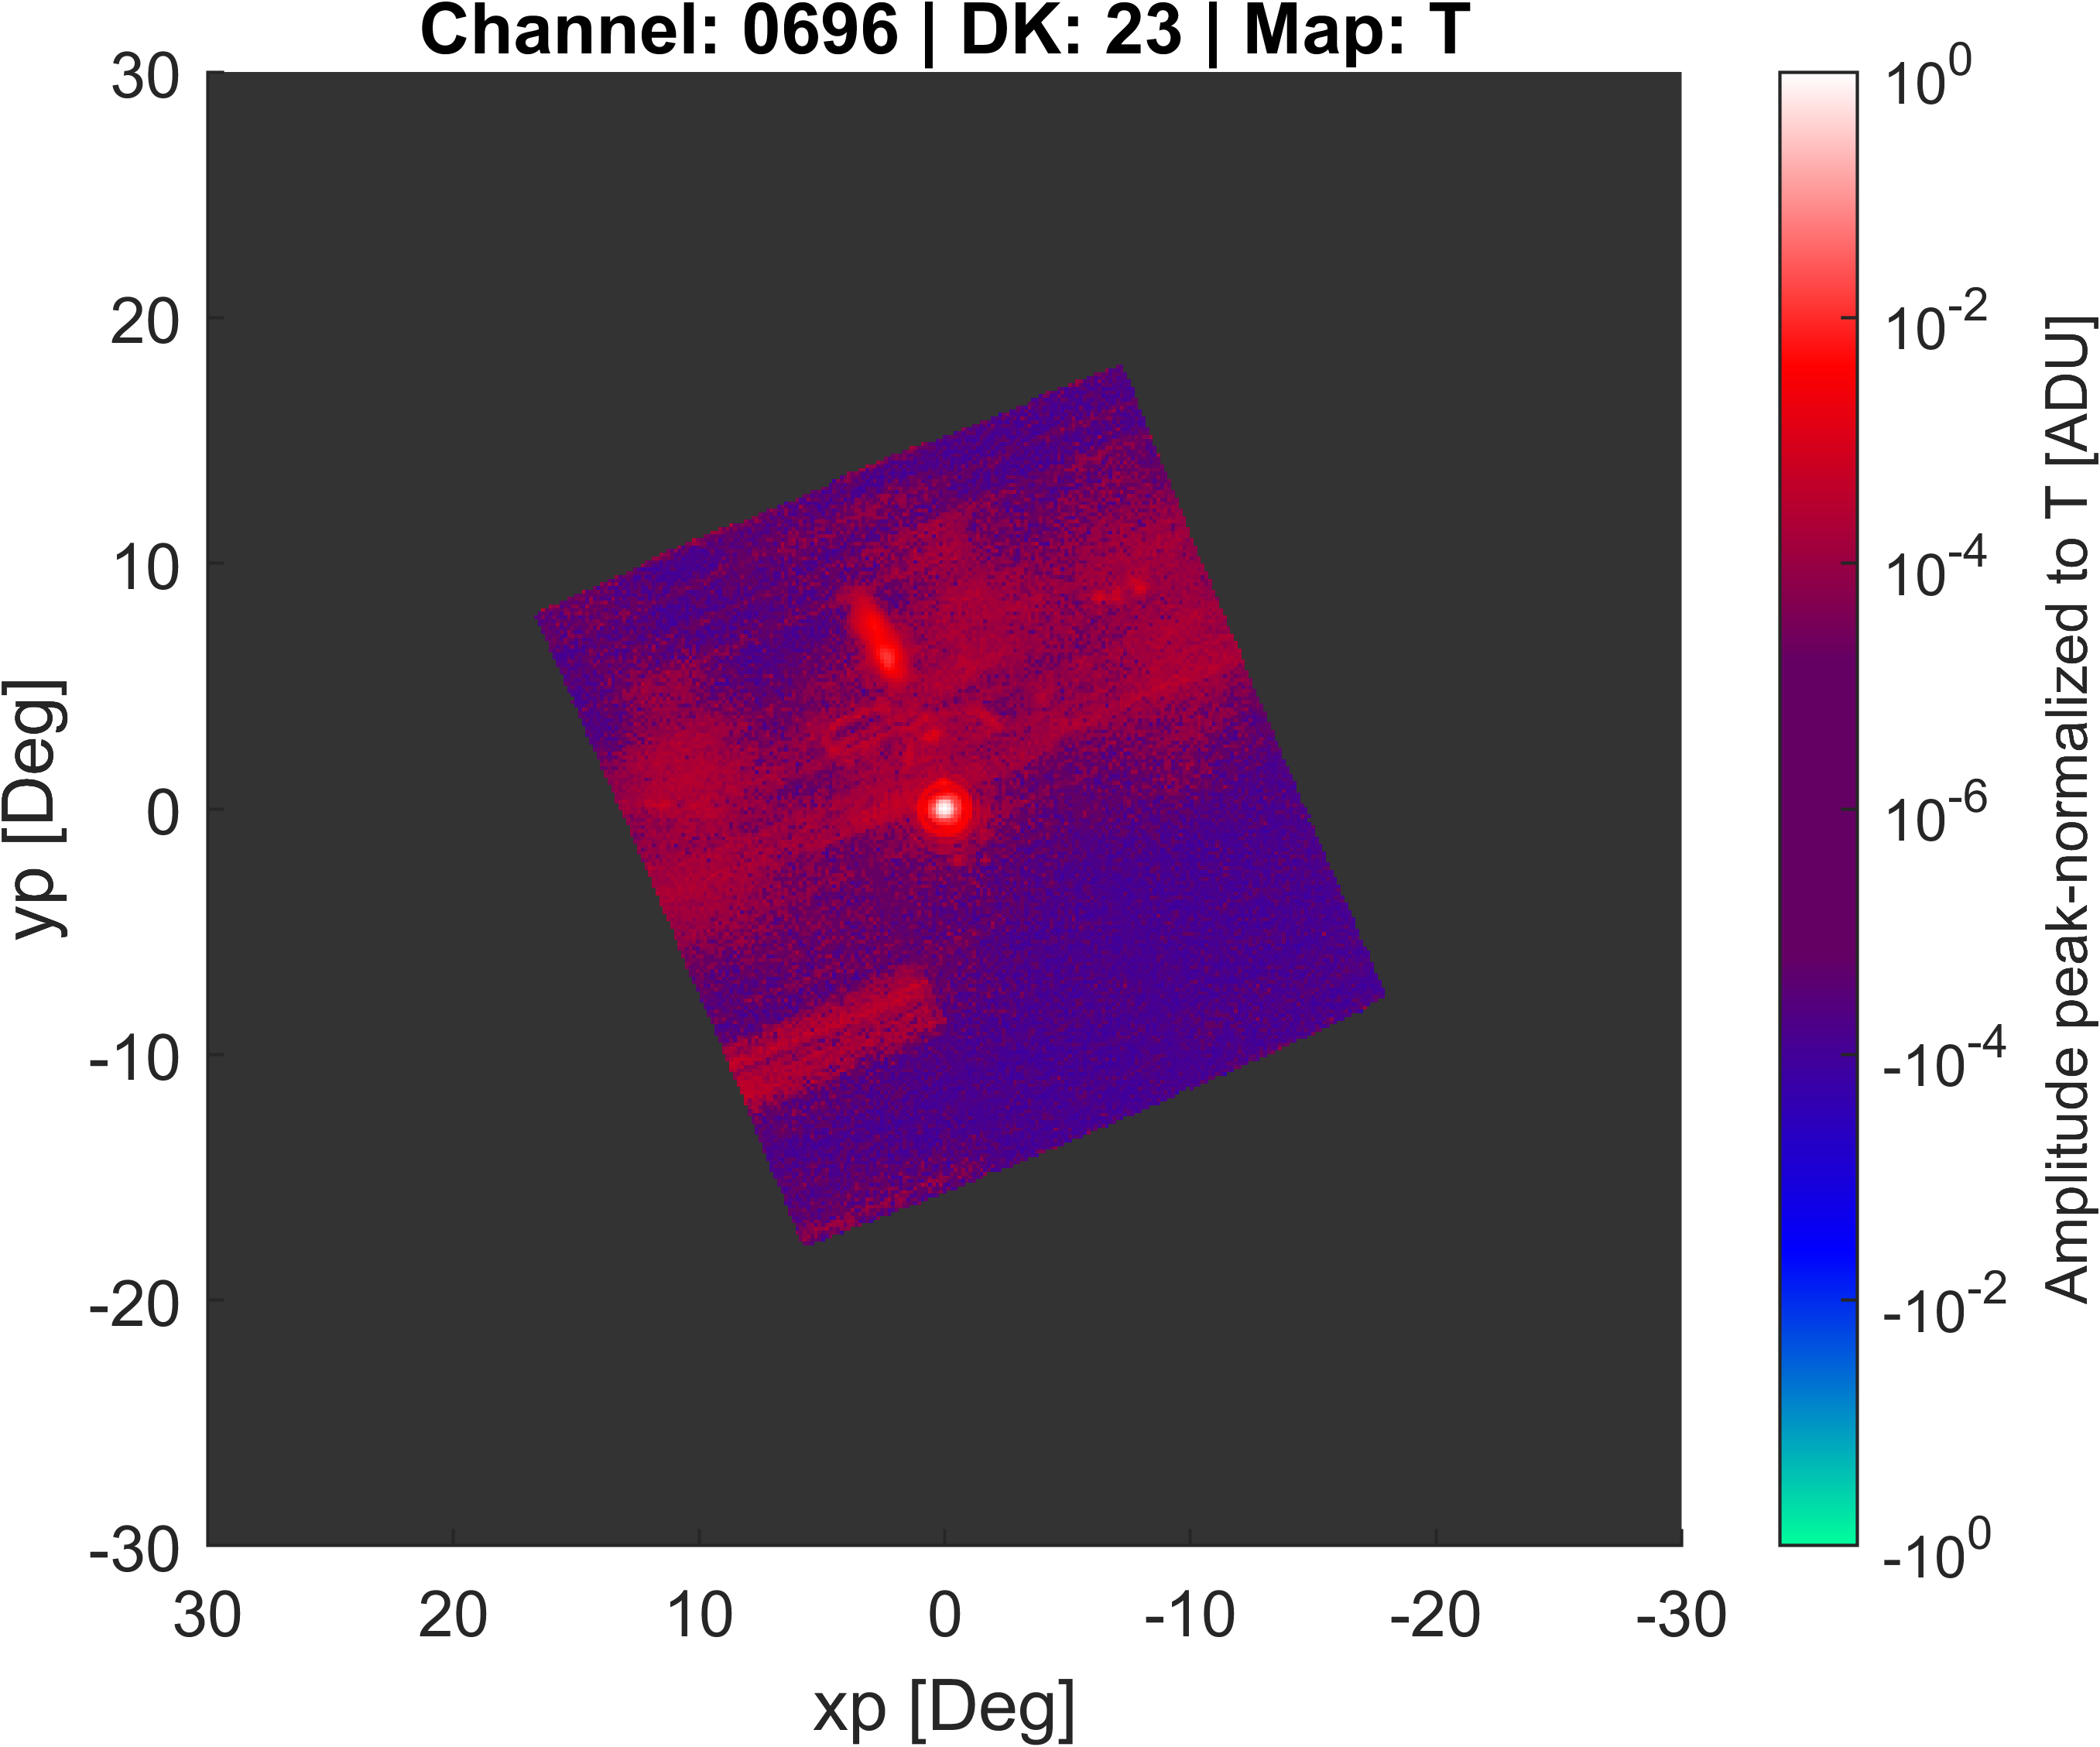 Channel: 0696 | DK: 23 | Map: T
30
20
10
0
-10
-20
-30
yp [Deg]
30 20 10 0 -10 -20 -30
xp [Deg]
10^0
10^-2
10^-4
10^-6
-10^-4
-10^-2
-10^0
Amplitude peak-normalized to T [ADU]